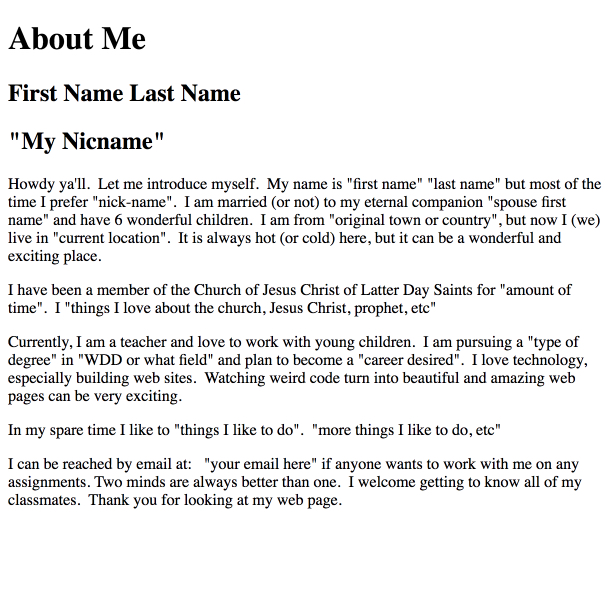 About Me
First Name Last Name
"My Nicname"
Howdy ya'll.  Let me introduce myself.  My name is "first name" "last name" but most of the
time I prefer "nick-name".  I am married (or not) to my eternal companion "spouse first
name" and have 6 wonderful children.  I am from "original town or country", but now I (we)
live in "current location".  It is always hot (or cold) here, but it can be a wonderful and
exciting place.
I have been a member of the Church of Jesus Christ of Latter Day Saints for "amount of
time".  I "things I love about the church, Jesus Christ, prophet, etc"
Currently, I am a teacher and love to work with young children.  I am pursuing a "type of
degree" in "WDD or what field" and plan to become a "career desired".  I love technology,
especially building web sites.  Watching weird code turn into beautiful and amazing web
pages can be very exciting.
In my spare time I like to "things I like to do".  "more things I like to do, etc"
I can be reached by email at:   "your email here" if anyone wants to work with me on any
assignments. Two minds are always better than one.  I welcome getting to know all of my
classmates.  Thank you for looking at my web page.